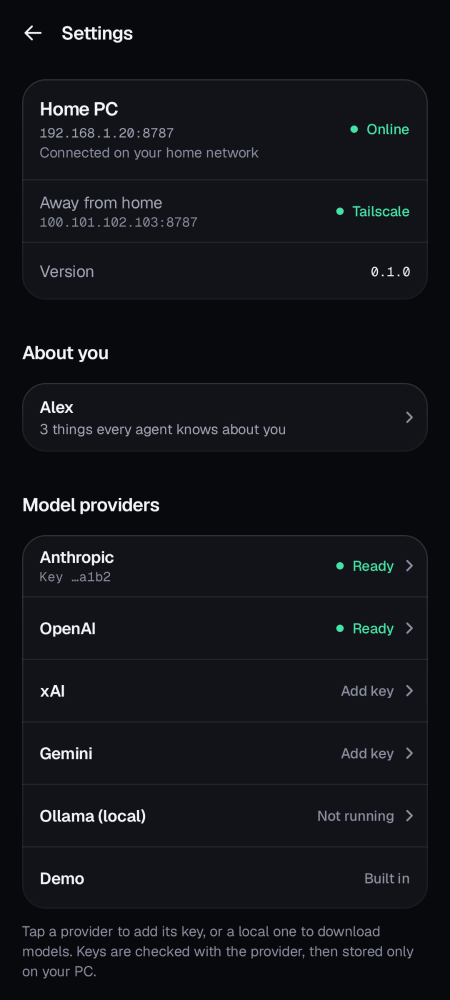 Settings
Home PC
192.168.1.20:8787
Connected on your home network
Online
Away from home
100.101.102.103:8787
Tailscale
Version
0.1.0
About you
Alex
3 things every agent knows about you
Model providers
Anthropic
Key …a1b2
Ready
OpenAI
Ready
xAI
Add key
Gemini
Add key
Ollama (local)
Not running
Demo
Built in
Tap a provider to add its key, or a local one to download
models. Keys are checked with the provider, then stored only
on your PC.